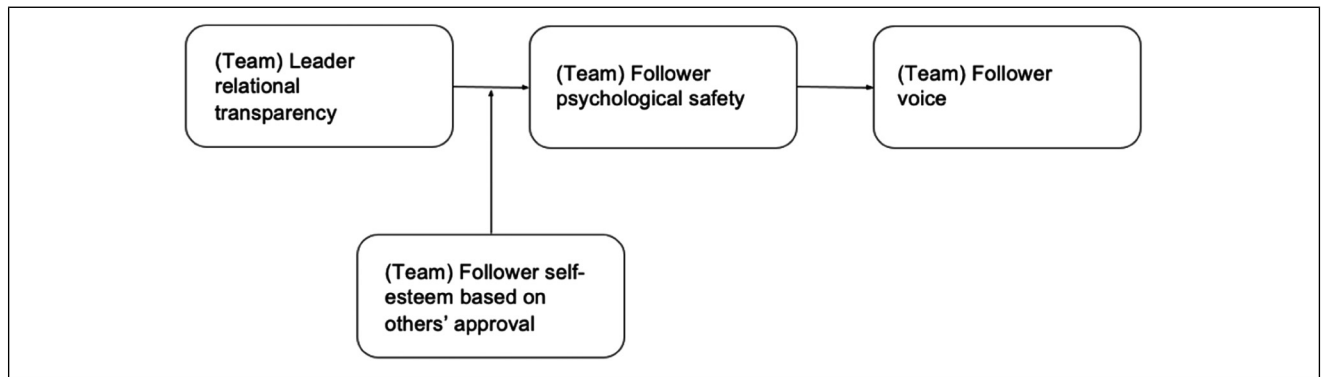 (Team) Leader
relational
transparency
(Team) Follower
psychological safety
(Team) Follower
voice
(Team) Follower self-
esteem based on
others’ approval